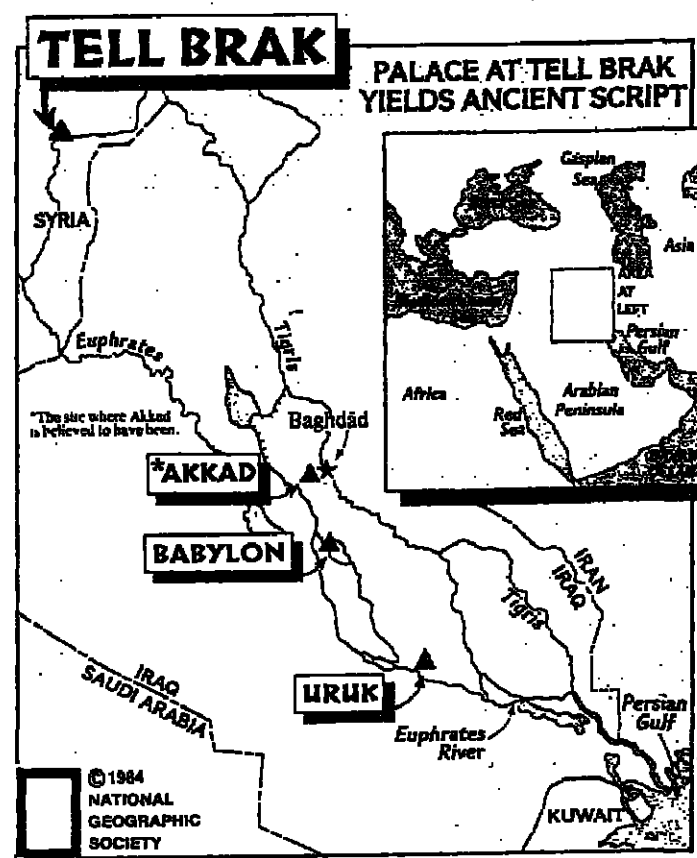 TELL BRAK
PALACE AT TELL BRAK
YIELDS ANCIENT SCRIPT
Caspian
Sea
Asia
AREA
AT
LEFT
Persian
Gulf
Africa
Red
Sea
Arabian
Peninsula
SYRIA
Euphrates
Tigris
*The site where Akkad
is believed to have been.
Baghdad
*AKKAD
BABYLON
IRAN
IRAQ
Tigris
IRAQ
SAUDI ARABIA
URUK
Euphrates
River
Persian
Gulf
KUWAIT
©1984
NATIONAL
GEOGRAPHIC
SOCIETY